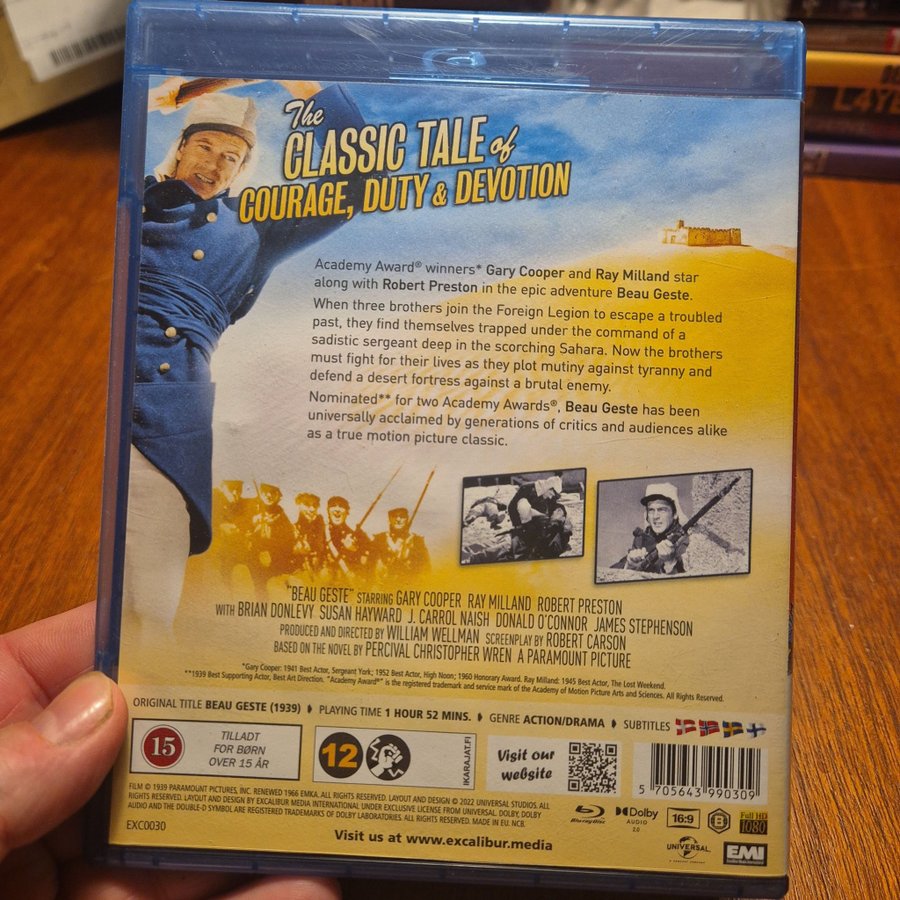 The
CLASSIC TALE of
COURAGE, DUTY & DEVOTION
Academy Award® winners* Gary Cooper and Ray Milland star
along with Robert Preston in the epic adventure Beau Geste.
When three brothers join the Foreign Legion to escape a troubled
past, they find themselves trapped under the command of a
sadistic sergeant deep in the scorching Sahara. Now the brothers
must fight for their lives as they plot mutiny against tyranny and
defend a desert fortress against a brutal enemy.
Nominated** for two Academy Awards®, Beau Geste has been
universally acclaimed by generations of critics and audiences alike
as a true motion picture classic.
"BEAU GESTE" STARRING GARY COOPER RAY MILLAND ROBERT PRESTON
WITH BRIAN DONLEVY SUSAN HAYWARD J. CARROL NAISH DONALD O'CONNOR JAMES STEPHENSON
PRODUCED AND DIRECTED BY WILLIAM WELLMAN SCREENPLAY BY ROBERT CARSON
BASED ON THE NOVEL BY PERCIVAL CHRISTOPHER WREN A PARAMOUNT PICTURE
*Gary Cooper: 1941 Best Actor, Sergeant York; 1952 Best Actor, High Noon; 1960 Honorary Award. Ray Milland: 1945 Best Actor, The Lost Weekend.
**1939 Best Supporting Actor, Best Art Direction. "Academy Award®" is the registered trademark and service mark of the Academy of Motion Picture Arts and Sciences. All Rights Reserved.
ORIGINAL TITLE BEAU GESTE (1939) PLAYING TIME 1 HOUR 52 MINS. GENRE ACTION/DRAMA SUBTITLES
15
TILLADT
FOR BØRN
OVER 15 ÅR
12
IKARAJAT.FI
Visit our
website
5 705643 990309
FILM © 1939 PARAMOUNT PICTURES, INC. RENEWED 1966 EMKA. ALL RIGHTS RESERVED. LAYOUT AND DESIGN © 2022 UNIVERSAL STUDIOS. ALL
RIGHTS RESERVED. LAYOUT AND DESIGN BY EXCALIBUR MEDIA INTERNATIONAL UNDER EXCLUSIVE LICENSE FROM UNIVERSAL. DOLBY, DOLBY
AUDIO AND THE DOUBLE-D SYMBOL ARE REGISTERED TRADEMARKS OF DOLBY LABORATORIES. ALL RIGHTS RESERVED. MADE IN EU. NCB.
EXC0030
Visit us at www.excalibur.media
Blu-ray Disc
Dolby
AUDIO
2.0
16:9
B
Full HD
1080
UNIVERSAL
EMI